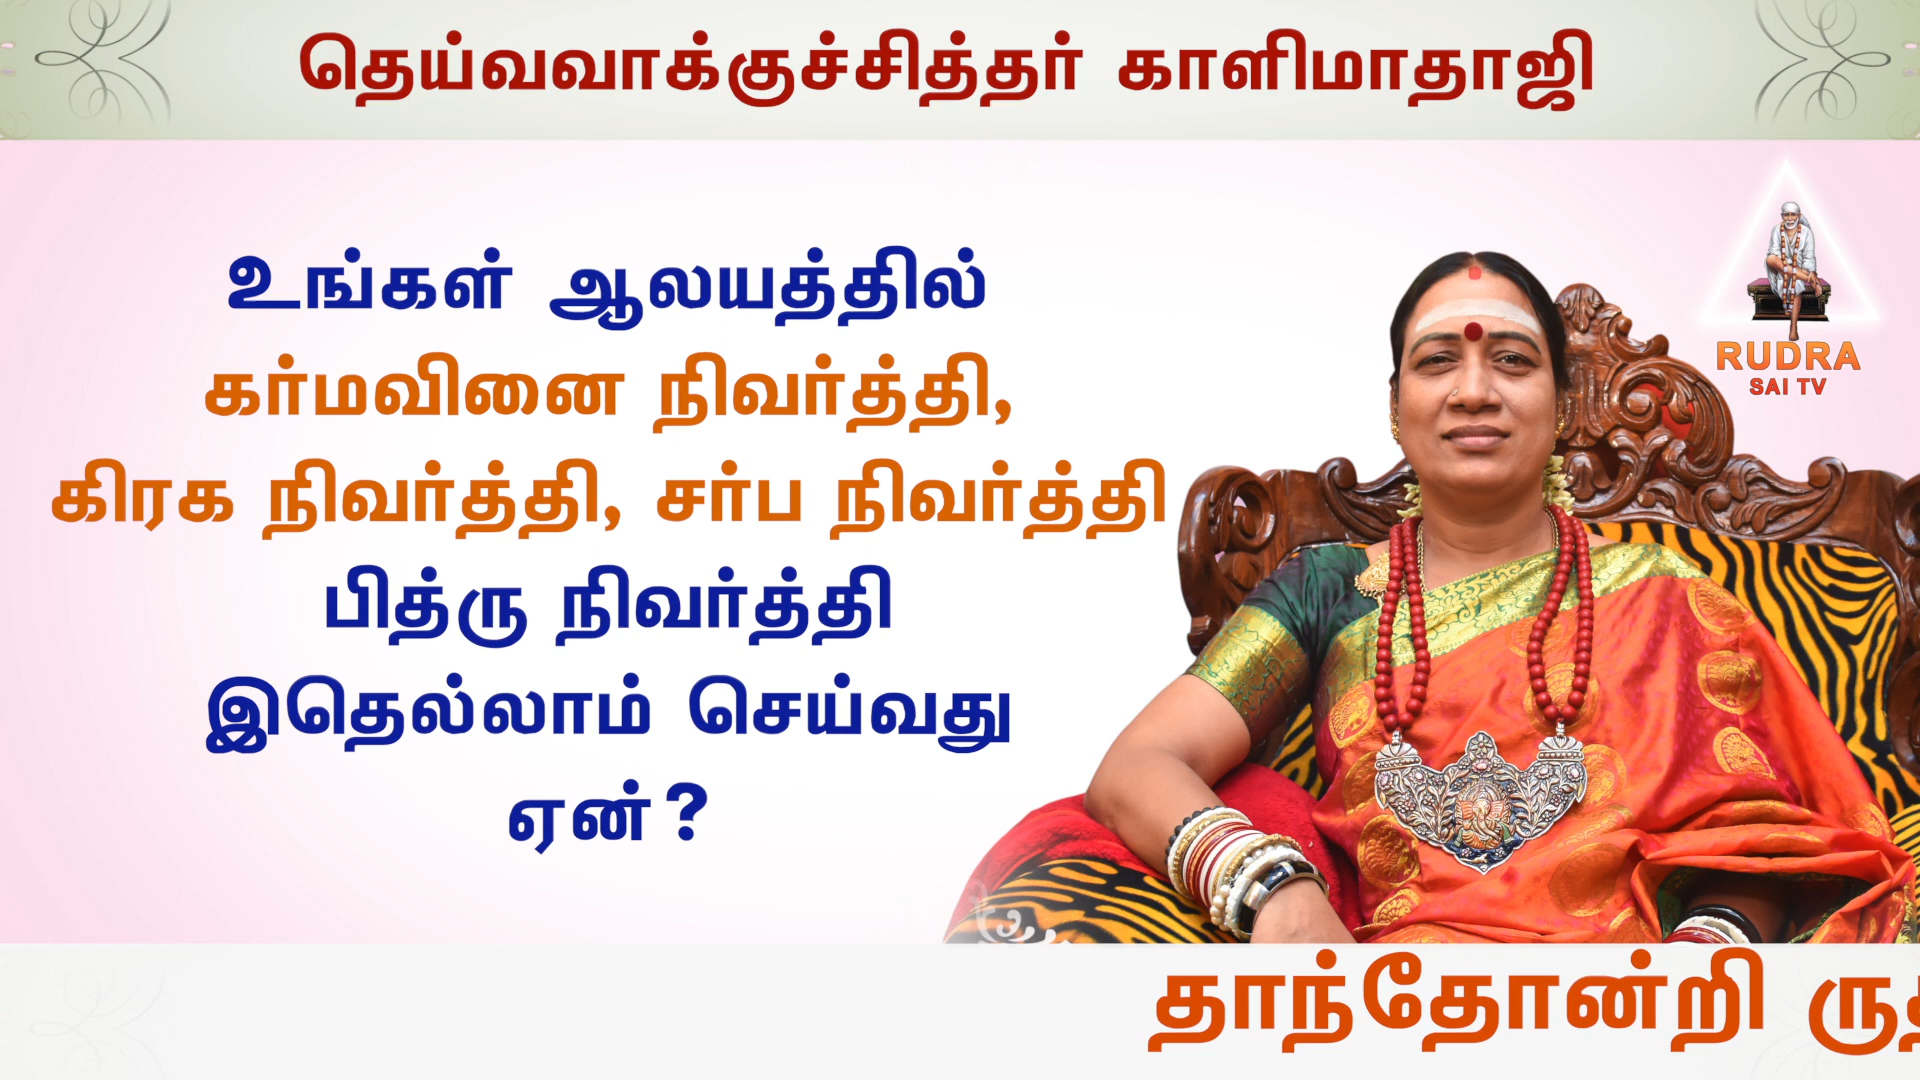 தெய்வவாக்குச்சித்தர் காளிமாதாஜி
உங்கள் ஆலயத்தில்
கர்மவினை நிவர்த்தி,
கிரக நிவர்த்தி, சர்ப நிவர்த்தி
பித்ரு நிவர்த்தி
இதெல்லாம் செய்வது
ஏன்?
RUDRA
SAI TV
தாந்தோன்றி